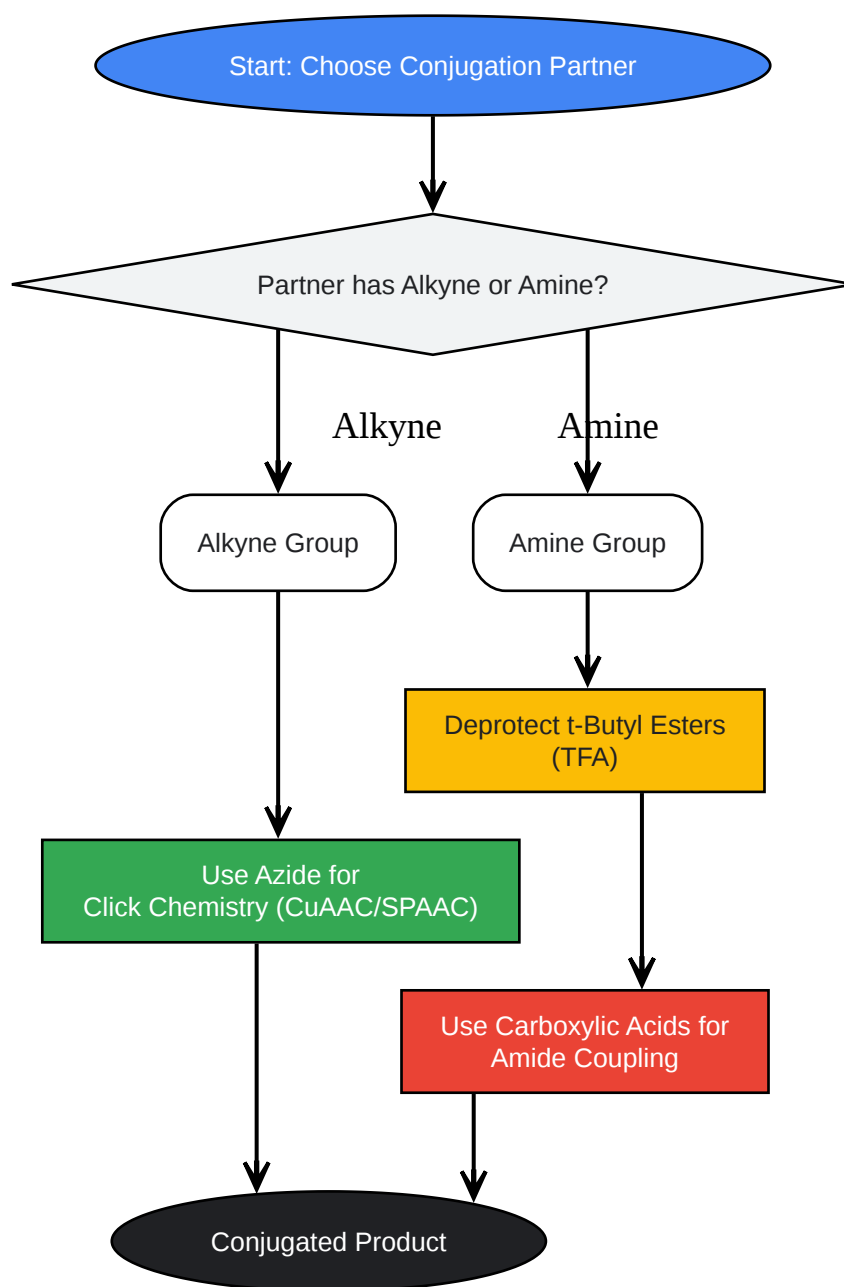 Start: Choose Conjugation Partner
Partner has Alkyne or Amine?
Alkyne
Amine
Alkyne Group
Amine Group
Deprotect t-Butyl Esters
(TFA)
Use Azide for
Click Chemistry (CuAAC/SPAAC)
Use Carboxylic Acids for
Amide Coupling
Conjugated Product